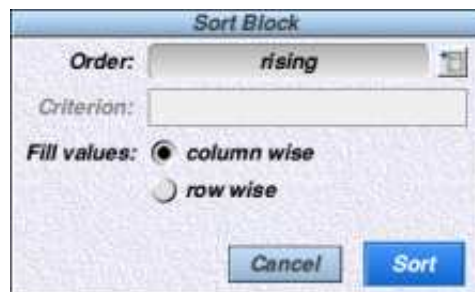 Sort Block
Order: rising
Criterion:
Fill values: column wise
row wise
Cancel Sort